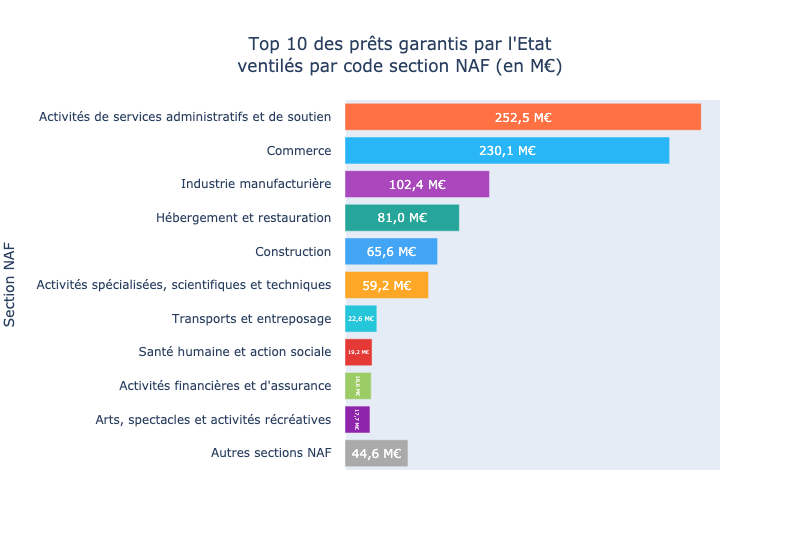 Top 10 des prêts garantis par l'Etat
ventilés par code section NAF (en M€)
Section NAF
Activités de services administratifs et de soutien 252,5 M€
Commerce 230,1 M€
Industrie manufacturière 102,4 M€
Hébergement et restauration 81,0 M€
Construction 65,6 M€
Activités spécialisées, scientifiques et techniques 59,2 M€
Transports et entreposage 22,6 M€
Santé humaine et action sociale 19,2 M€
Activités financières et d'assurance
Arts, spectacles et activités récréatives 17,7 M€
Autres sections NAF 44,6 M€